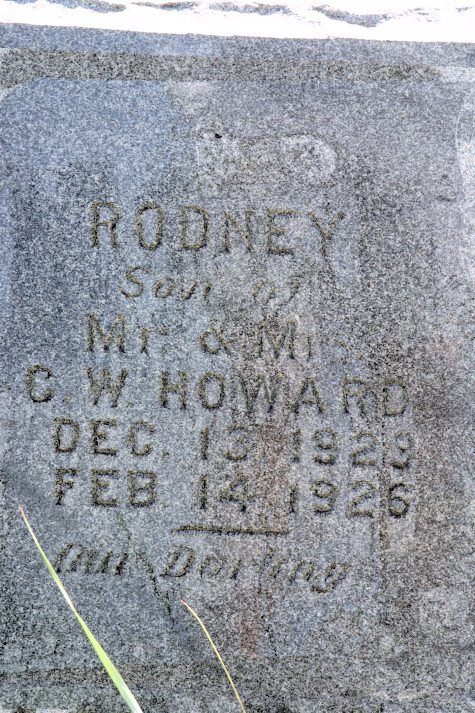 RODNEY
Son of
Mr. & Mrs.
C. W. HOWARD
DEC. 13 1923
FEB. 14 1926
Our Darling